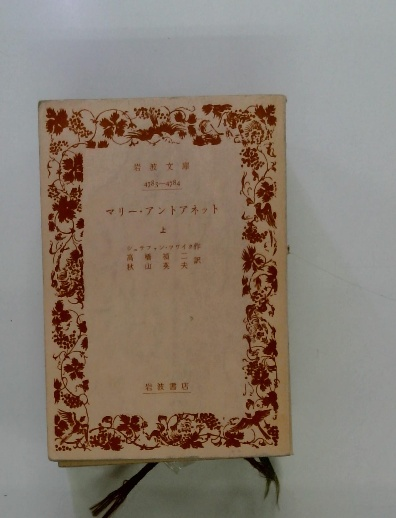 岩波文庫
4783—4784
マリー・アントアネット
上
シュテファン・ツワイク作
高橋禎二
秋山英夫訳
岩波書店